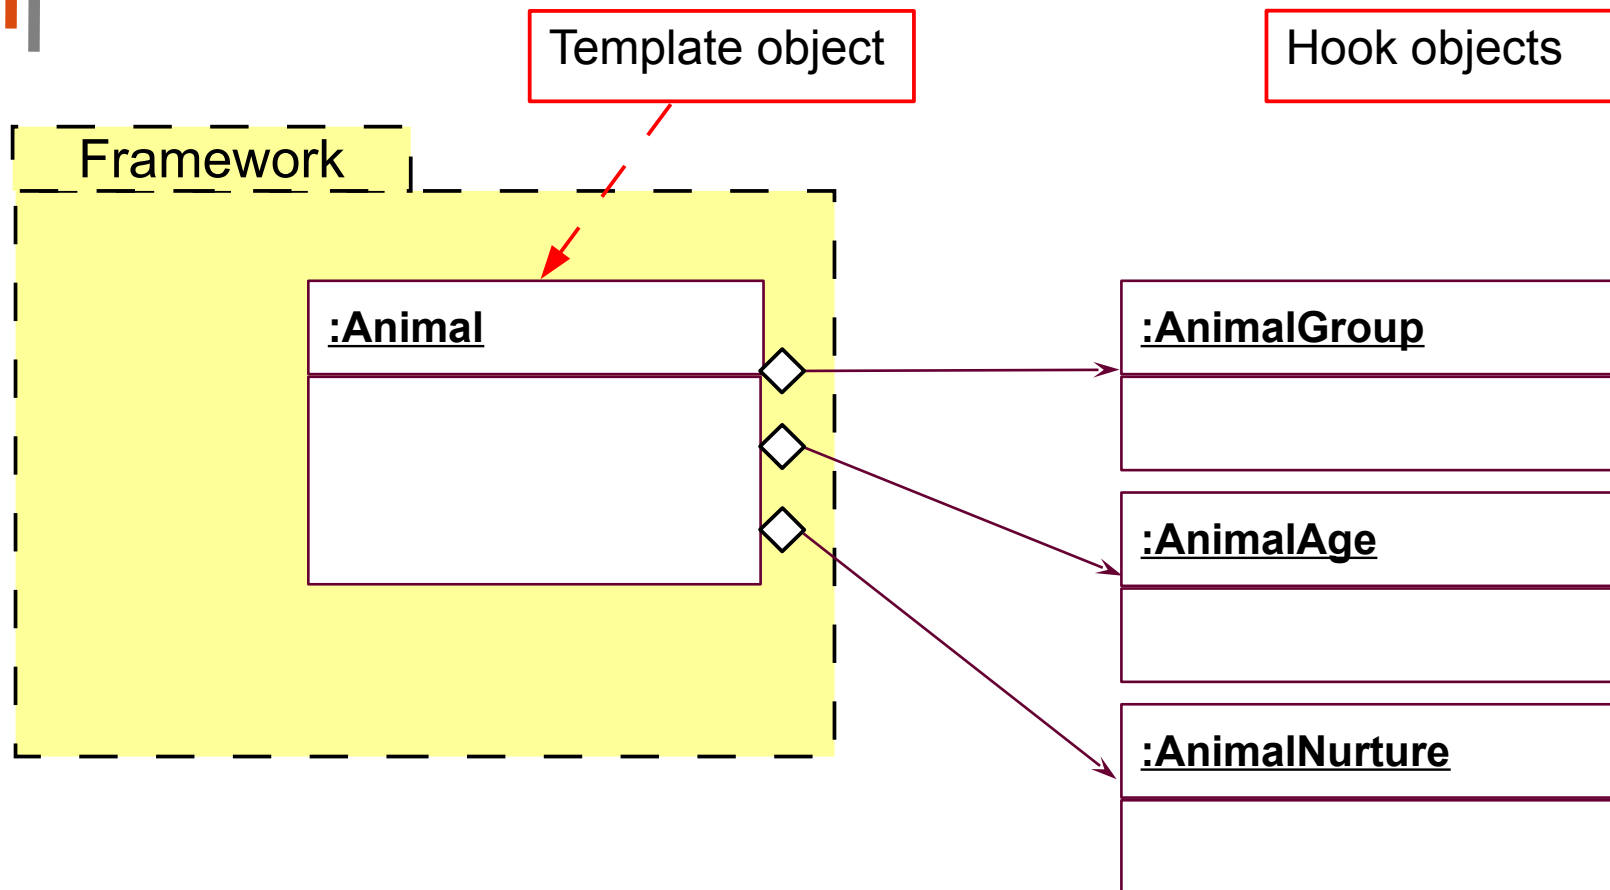 Template object
Hook objects
Framework
:Animal
:AnimalGroup
:AnimalAge
:AnimalNurture